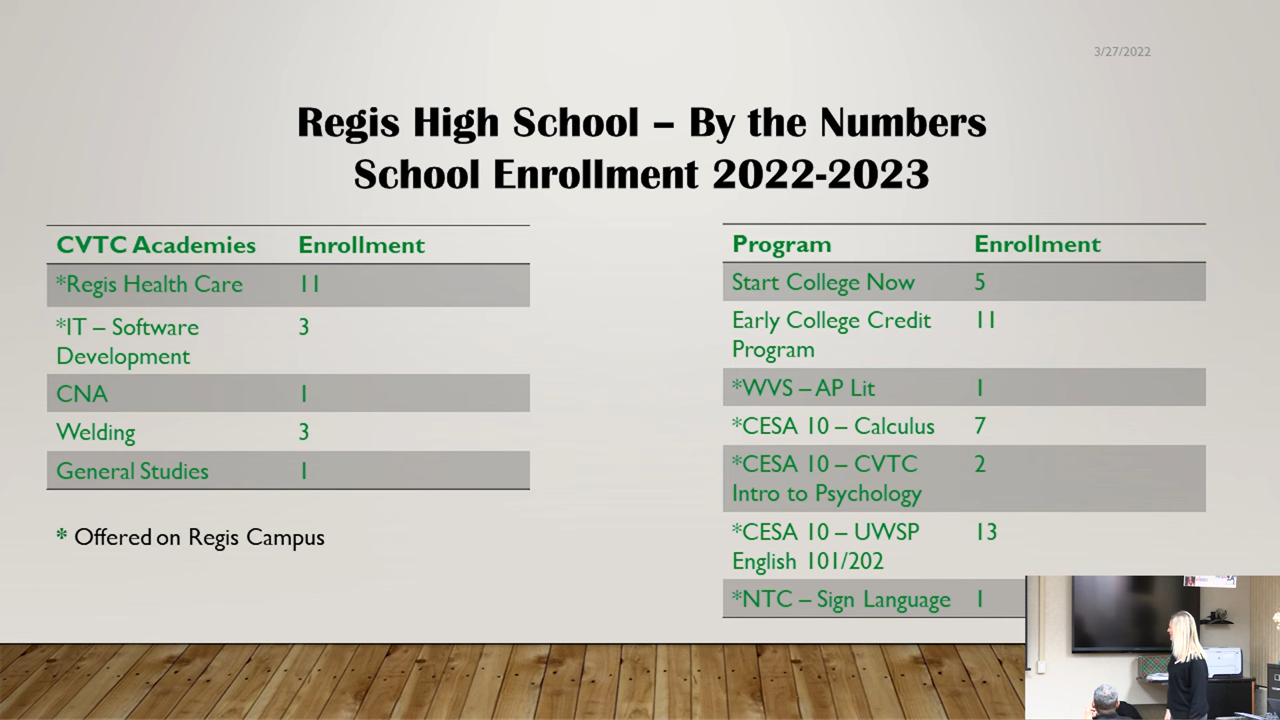 3/27/2022
Regis High School – By the Numbers
School Enrollment 2022-2023
CVTC Academies Enrollment
*Regis Health Care 11
*IT – Software
Development 3
CNA 1
Welding 3
General Studies 1
* Offered on Regis Campus
Program Enrollment
Start College Now 5
Early College Credit
Program 11
*WVS – AP Lit 1
*CESA 10 – Calculus 7
*CESA 10 – CVTC
Intro to Psychology 2
*CESA 10 – UWSP
English 101/202 13
*NTC – Sign Language 1